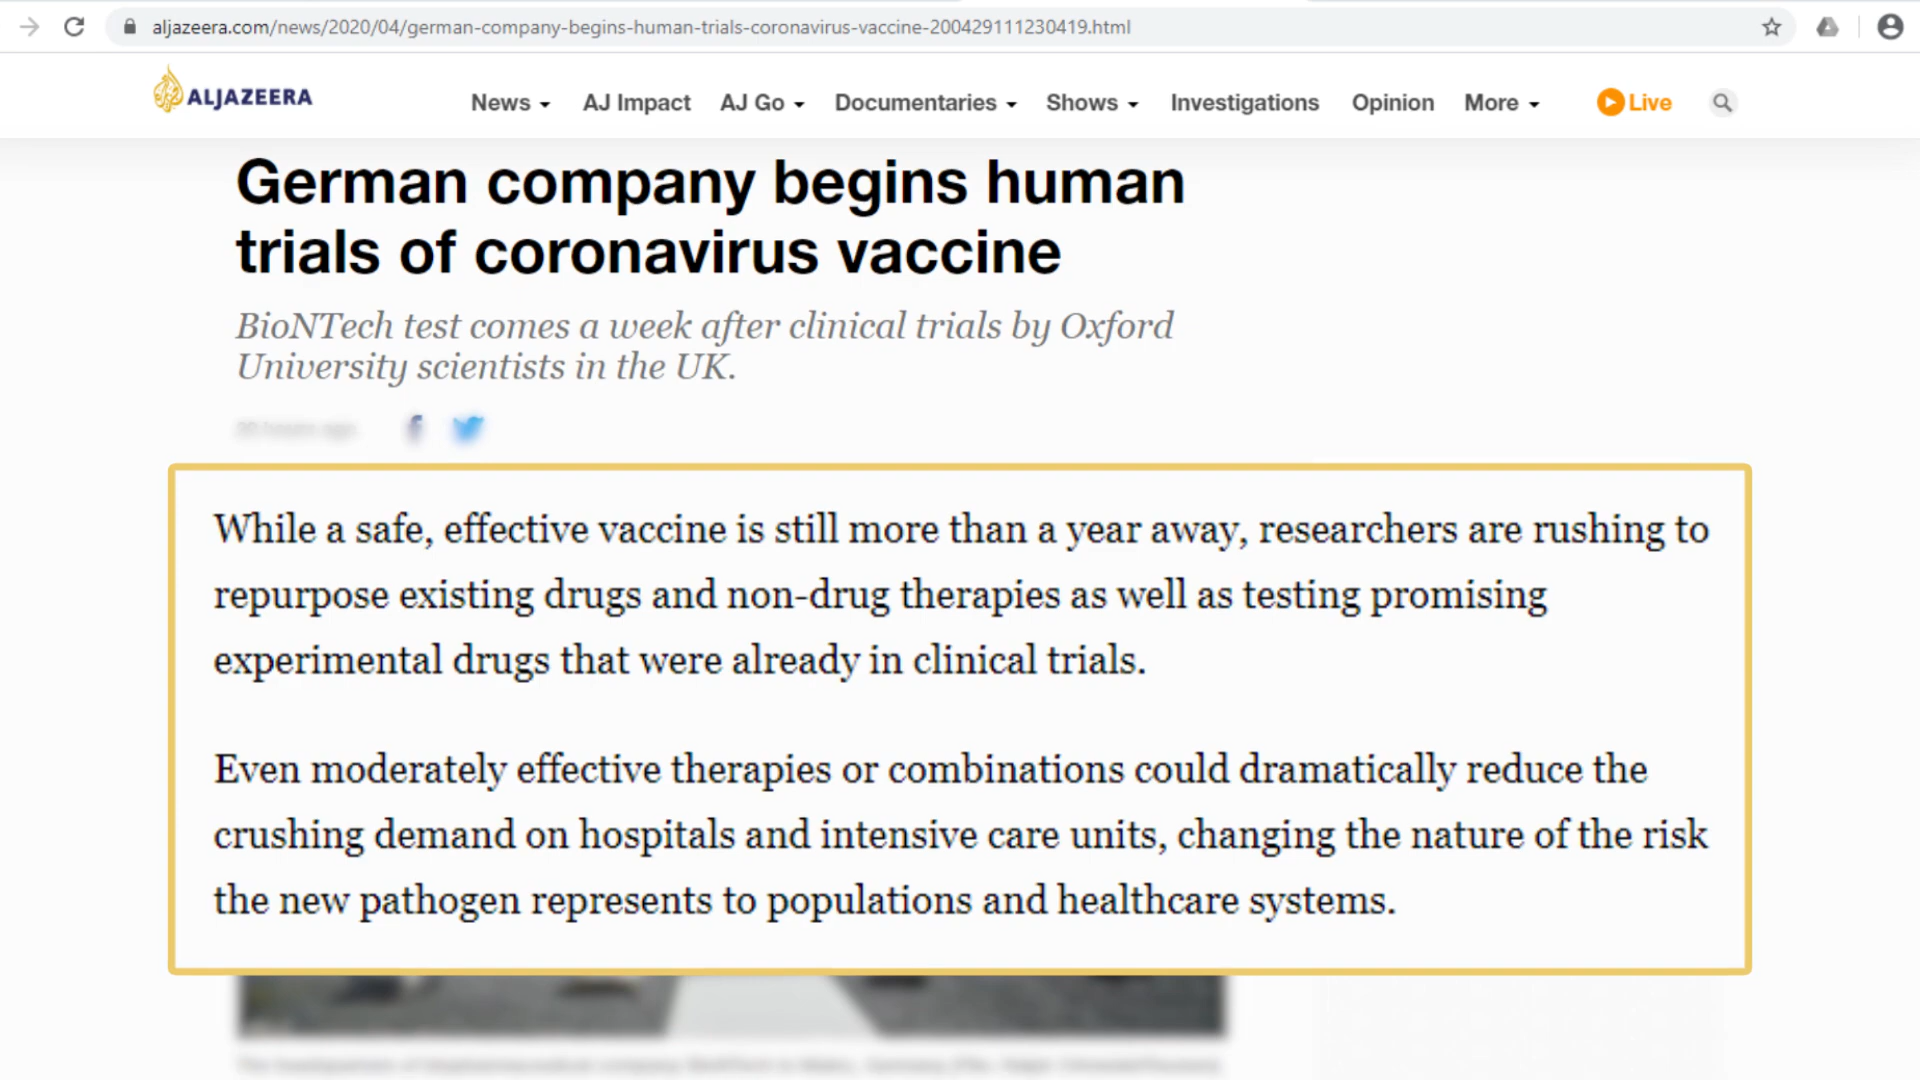 aljazeera.com/news/2020/04/german-company-begins-human-trials-coronavirus-vaccine-200429111230419.html
ALJAZEERA
News AJ Impact AJ Go Documentaries Shows Investigations Opinion More Live
German company begins human
trials of coronavirus vaccine
BioNTech test comes a week after clinical trials by Oxford
University scientists in the UK.
While a safe, effective vaccine is still more than a year away, researchers are rushing to
repurpose existing drugs and non-drug therapies as well as testing promising
experimental drugs that were already in clinical trials.
Even moderately effective therapies or combinations could dramatically reduce the
crushing demand on hospitals and intensive care units, changing the nature of the risk
the new pathogen represents to populations and healthcare systems.